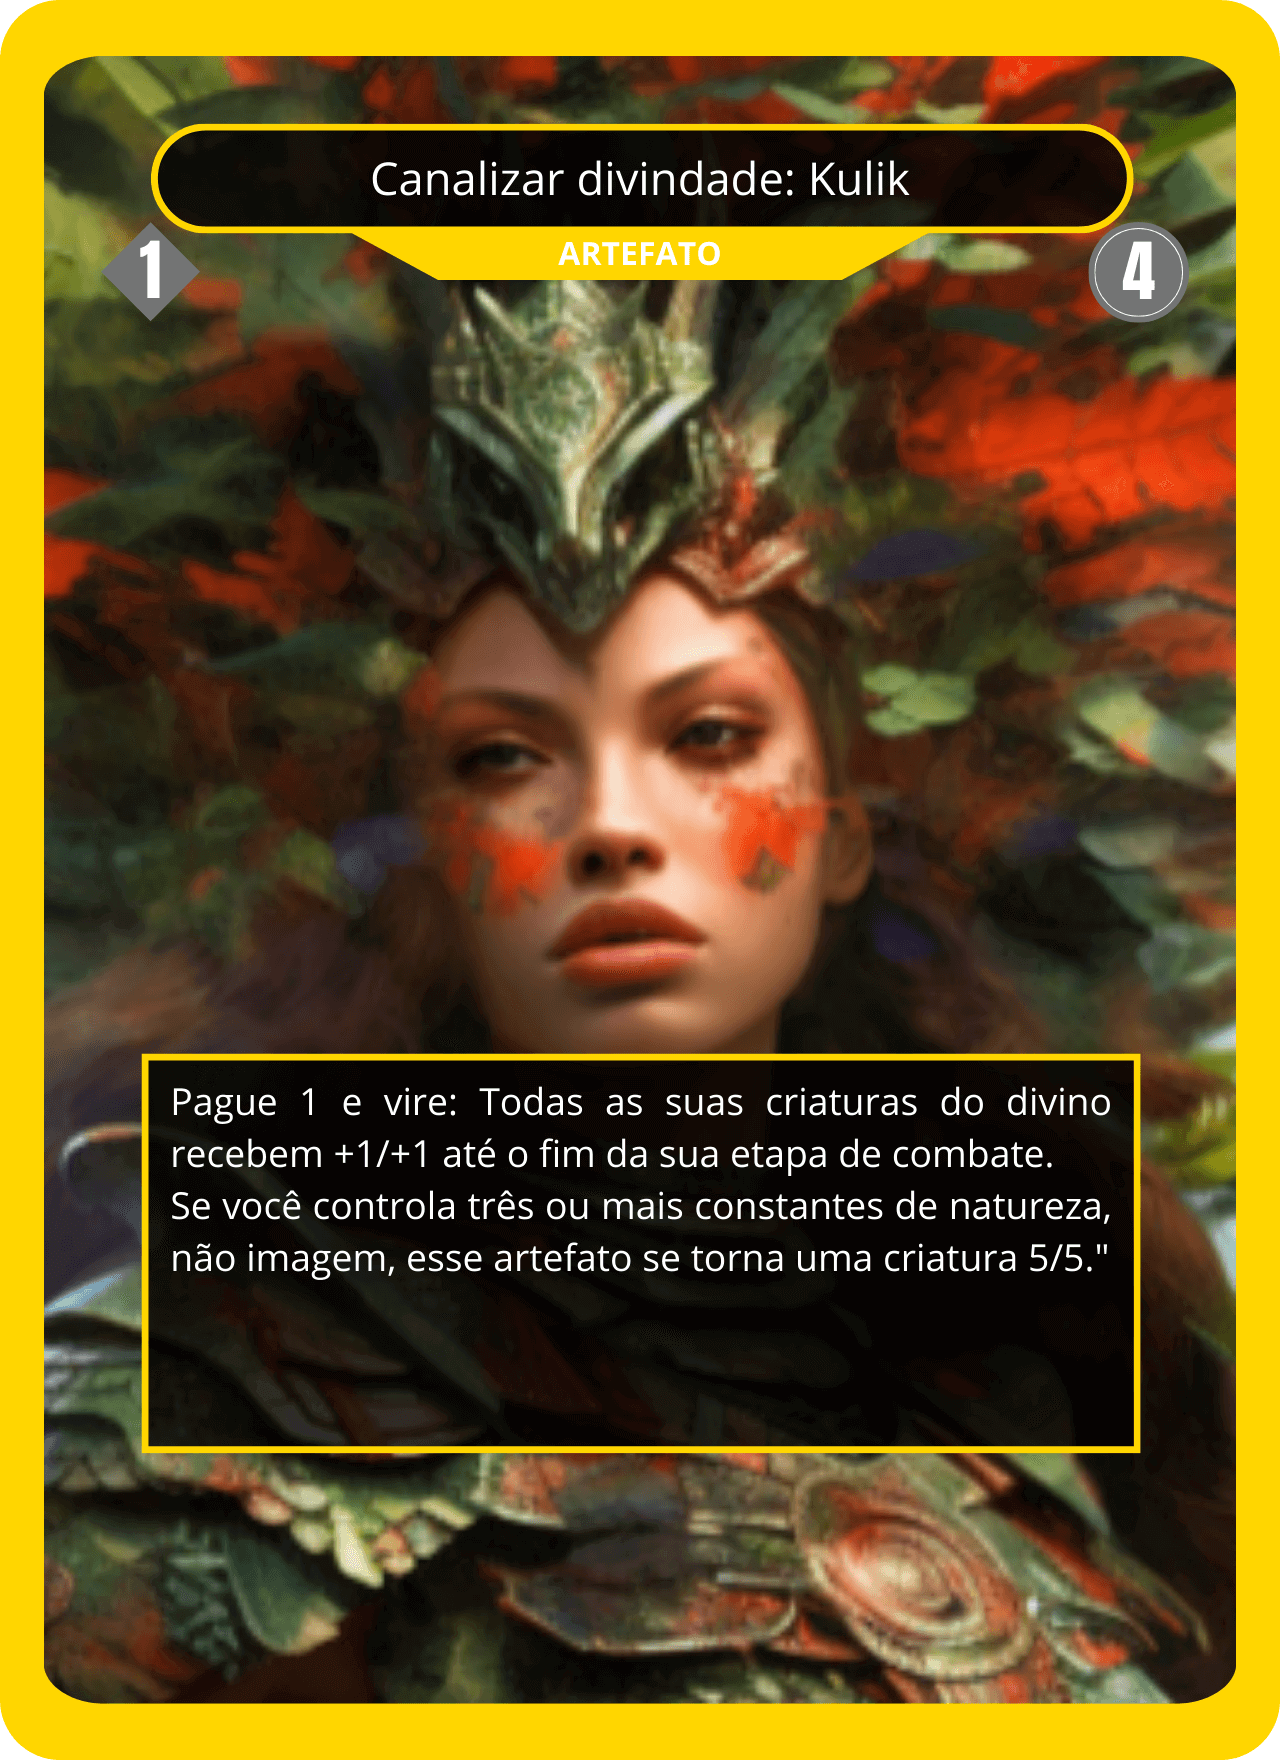 Canalizar divindade: Kulik
ARTEFATO
1
4
Pague 1 e vire: Todas as suas criaturas do divino
recebem +1/+1 até o fim da sua etapa de combate.
Se você controla três ou mais constantes de natureza,
não imagem, esse artefato se torna uma criatura 5/5."